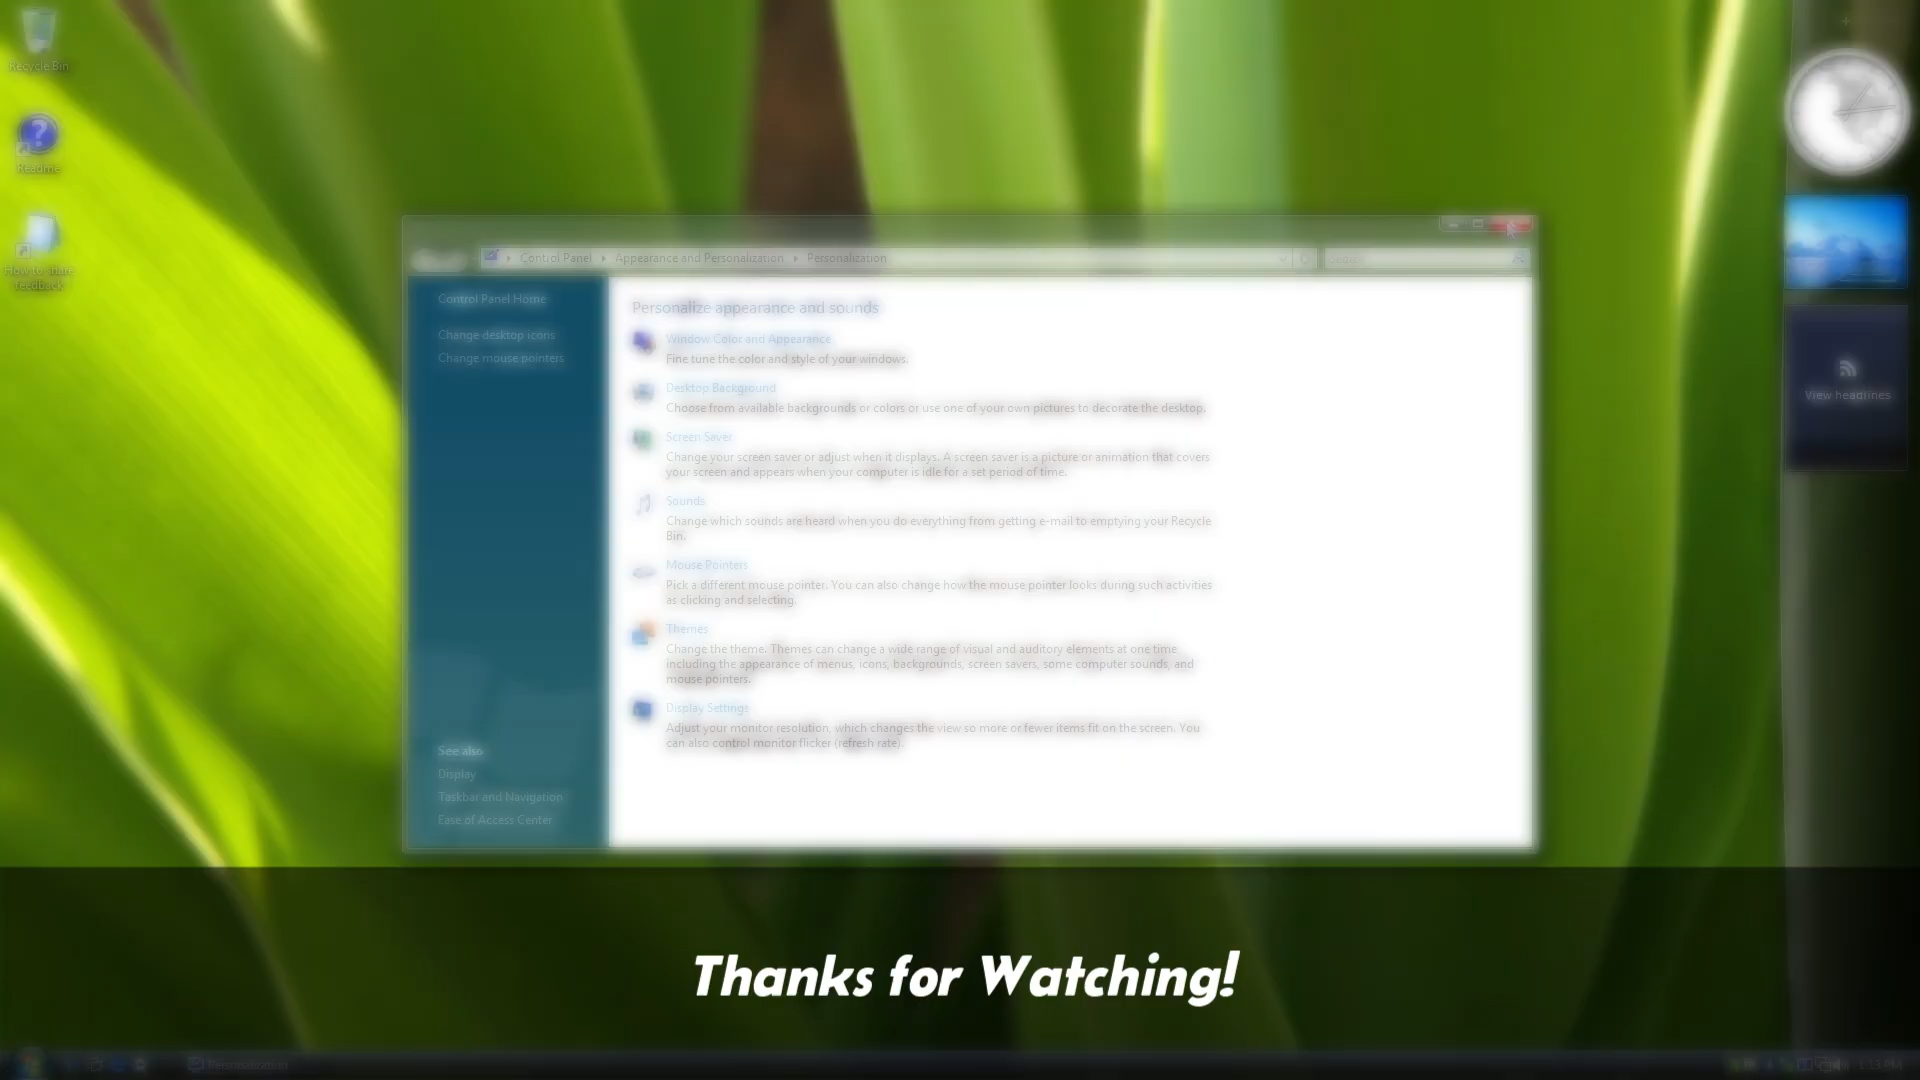 Recycle Bin
Readme
How to share
feedback
Control Panel
Appearance and Personalization
Personalization
Search
Control Panel Home
Change desktop icons
Change mouse pointers
Personalize appearance and sounds
Window Color and Appearance
Fine tune the color and style of your windows.
Desktop Background
Choose from available backgrounds or colors or use one of your own pictures to decorate the desktop.
Screen Saver
Change your screen saver or adjust when it displays. A screen saver is a picture or animation that covers
your screen and appears when your computer is idle for a set period of time.
Sounds
Change which sounds are heard when you do everything from getting e-mail to emptying your Recycle
Bin.
Mouse Pointers
Pick a different mouse pointer. You can also change how the mouse pointer looks during such activities
as clicking and selecting.
Themes
Change the theme. Themes can change a wide range of visual and auditory elements at one time
including the appearance of menus, icons, backgrounds, screen savers, some computer sounds, and
mouse pointers.
Display Settings
Adjust your monitor resolution, which changes the view so more or fewer items fit on the screen. You
can also control monitor flicker (refresh rate).
See also
Display
Taskbar and Navigation
Ease of Access Center
View headlines
Thanks for Watching!
Personalization
1:13 PM